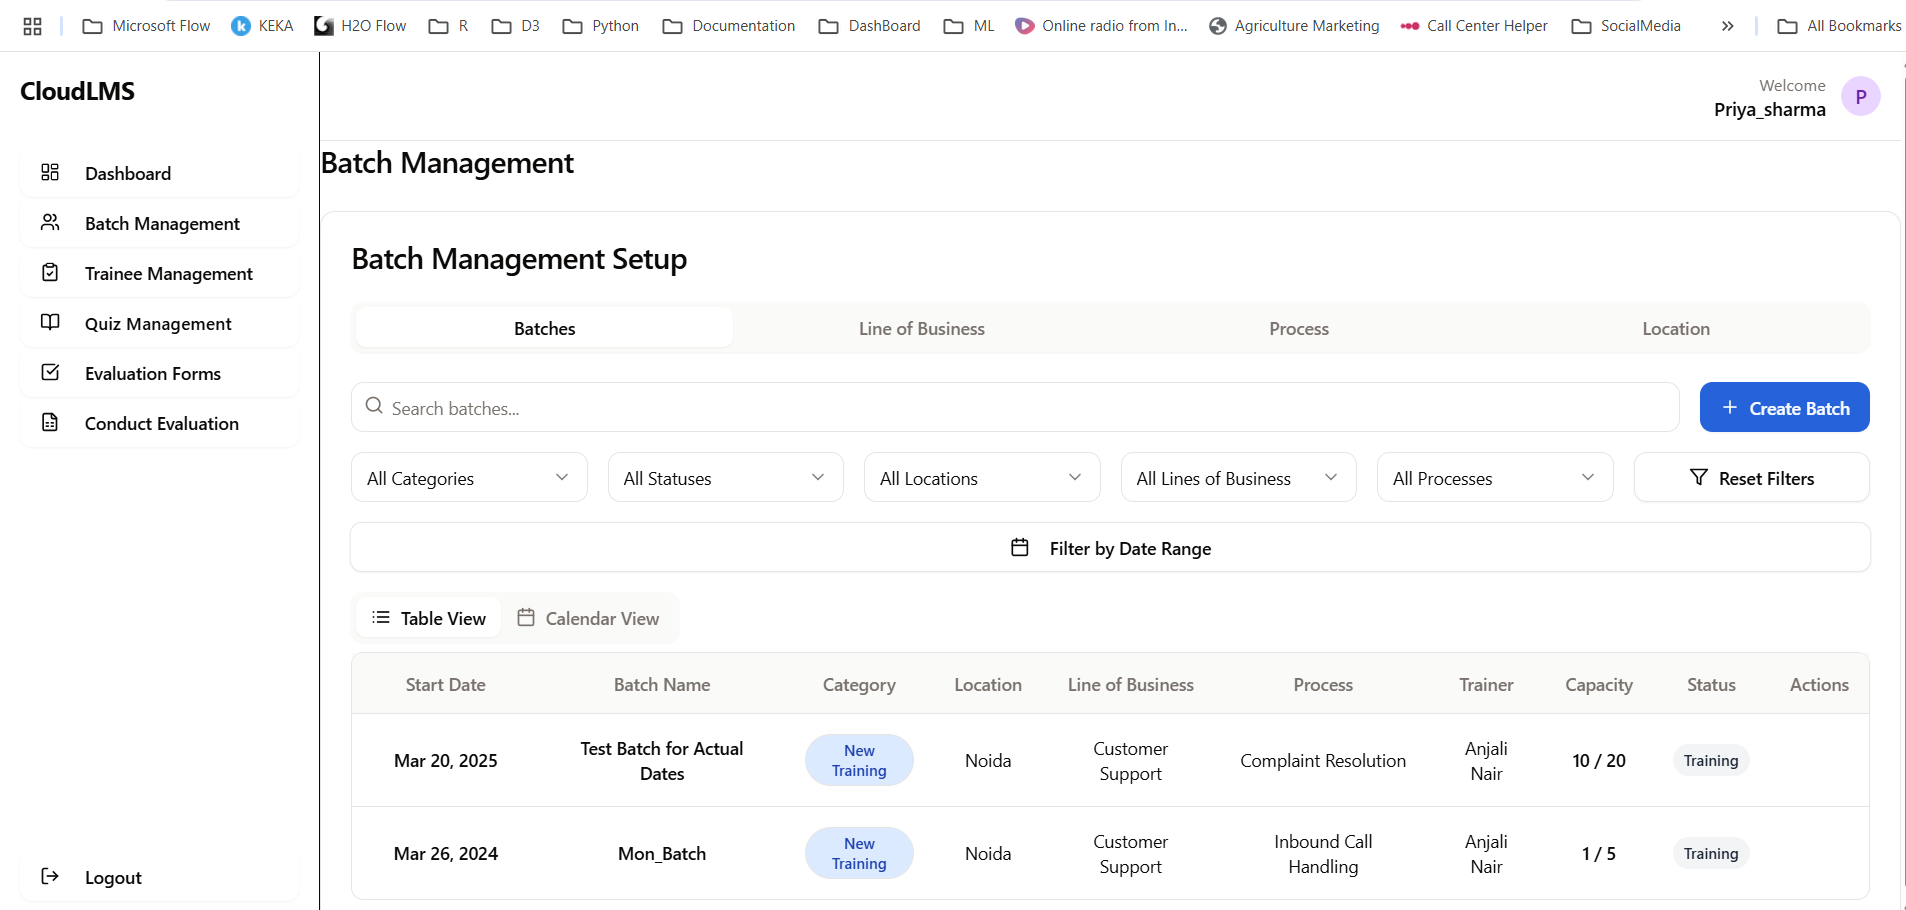 Microsoft Flow KEKA H2O Flow R D3 Python Documentation DashBoard ML Online radio from In... Agriculture Marketing Call Center Helper SocialMedia » All Bookmarks
CloudLMS
Welcome
Priya_sharma
P
Dashboard
Batch Management
Trainee Management
Quiz Management
Evaluation Forms
Conduct Evaluation
Logout
Batch Management
Batch Management Setup
Batches Line of Business Process Location
Search batches...
+ Create Batch
All Categories All Statuses All Locations All Lines of Business All Processes Reset Filters
Filter by Date Range
Table View Calendar View
Start Date Batch Name Category Location Line of Business Process Trainer Capacity Status Actions
Mar 20, 2025
Test Batch for Actual
Dates
New
Training
Noida
Customer
Support
Complaint Resolution
Anjali
Nair
10 / 20
Training
Mar 26, 2024
Mon_Batch
New
Training
Noida
Customer
Support
Inbound Call
Handling
Anjali
Nair
1 / 5
Training